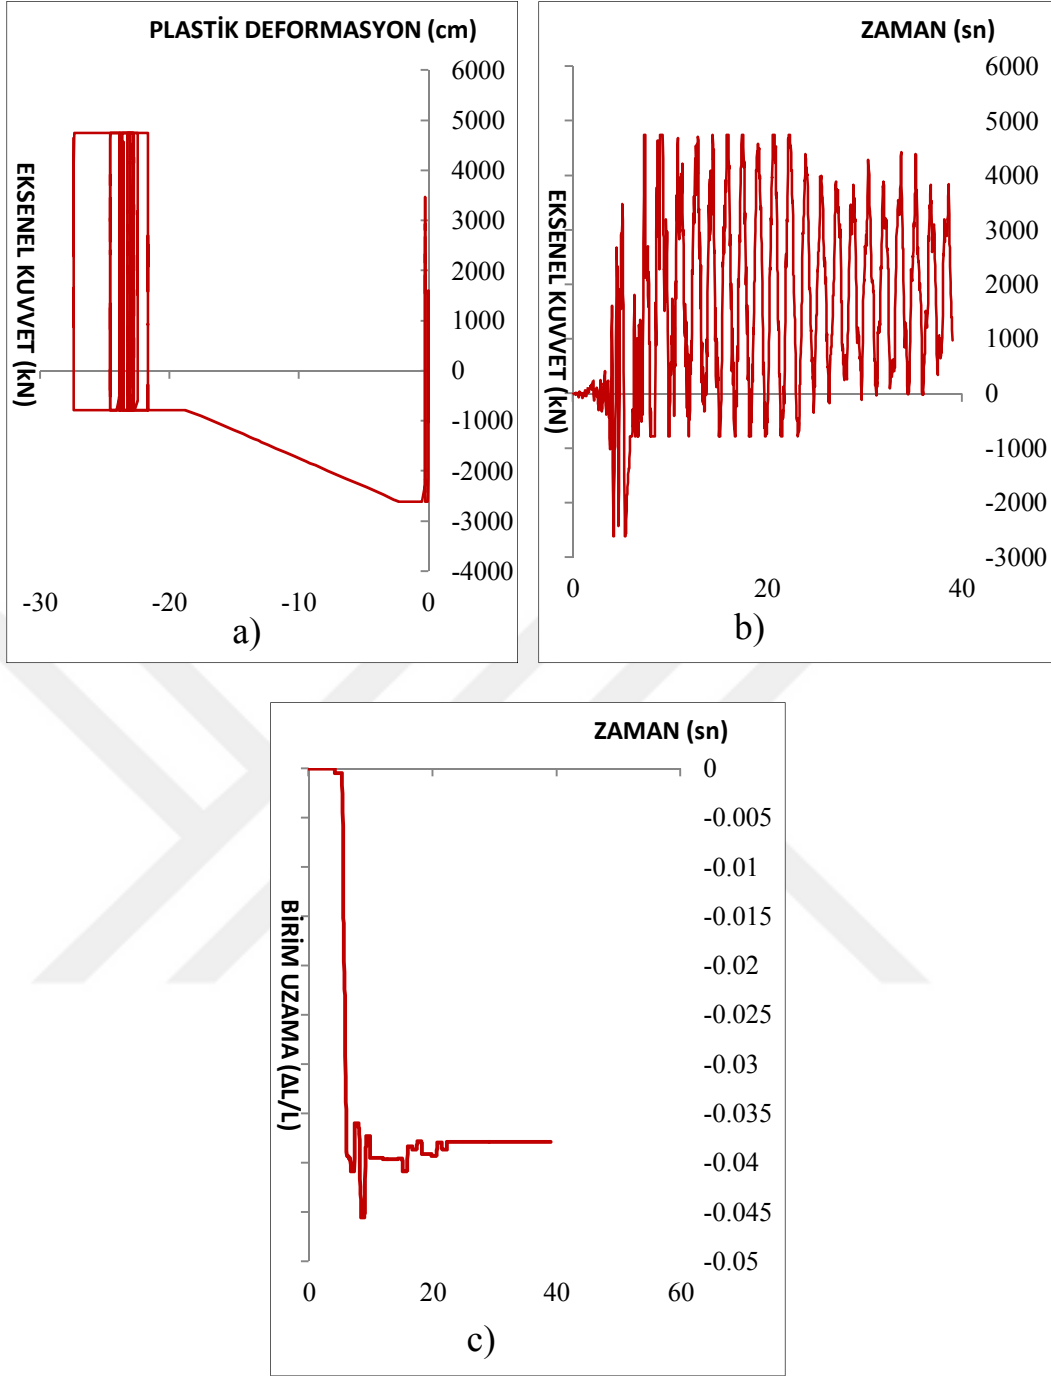 PLASTİK DEFORMASYON (cm)
6000
5000
4000
3000
2000
1000
0
-1000
-2000
-3000
-4000
-30 -20 -10 0
EKSENEL KUVVET (kN)
a)
ZAMAN (sn)
6000
5000
4000
3000
2000
1000
0
-1000
-2000
-3000
0 20 40
EKSENEL KUVVET (kN)
b)
ZAMAN (sn)
0
-0.005
-0.01
-0.015
-0.02
-0.025
-0.03
-0.035
-0.04
-0.045
-0.05
0 20 40 60
BİRİM UZAMA (ΔL/L)
c)